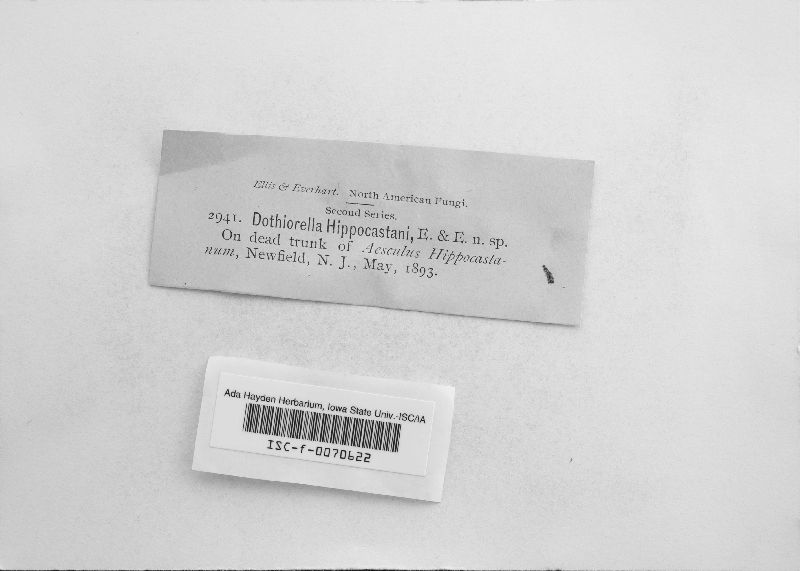 Ellis & Everhart. North American Fungi.
Second Series.
2941. Dothiorella Hippocastani, E. & E. n. sp.
On dead trunk of Aesculus Hippocasta-
num, Newfield, N. J., May, 1893.
Ada Hayden Herbarium, Iowa State Univ.-ISC/IA
ISC-f-0070622